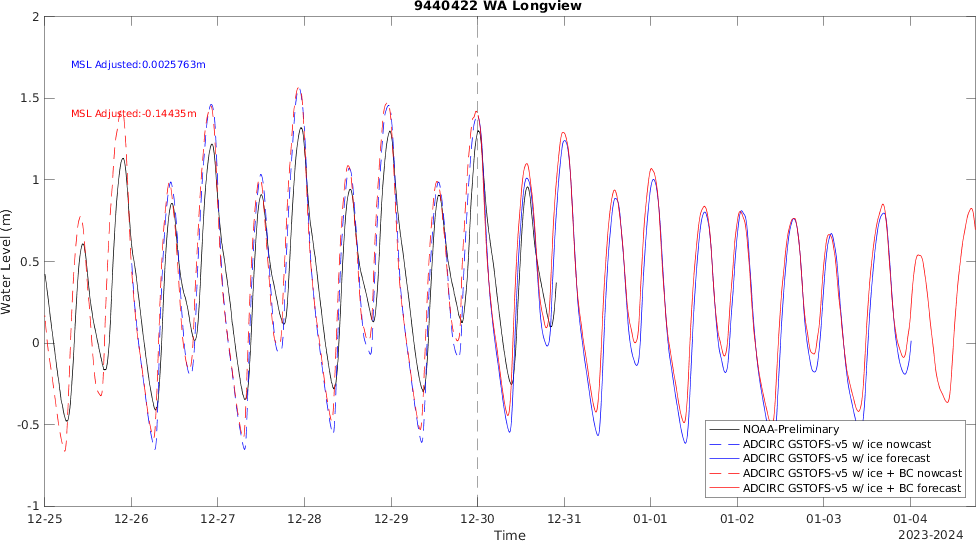 9440422 WA Longview
MSL Adjusted:0.0025763m
MSL Adjusted:-0.14435m
Water Level (m)
2
1.5
1
0.5
0
-0.5
-1
NOAA-Preliminary
ADCIRC GSTOFS-v5 w/ ice nowcast
ADCIRC GSTOFS-v5 w/ ice forecast
ADCIRC GSTOFS-v5 w/ ice + BC nowcast
ADCIRC GSTOFS-v5 w/ ice + BC forecast
12-25 12-26 12-27 12-28 12-29 12-30 12-31 01-01 01-02 01-03 01-04
Time
2023-2024